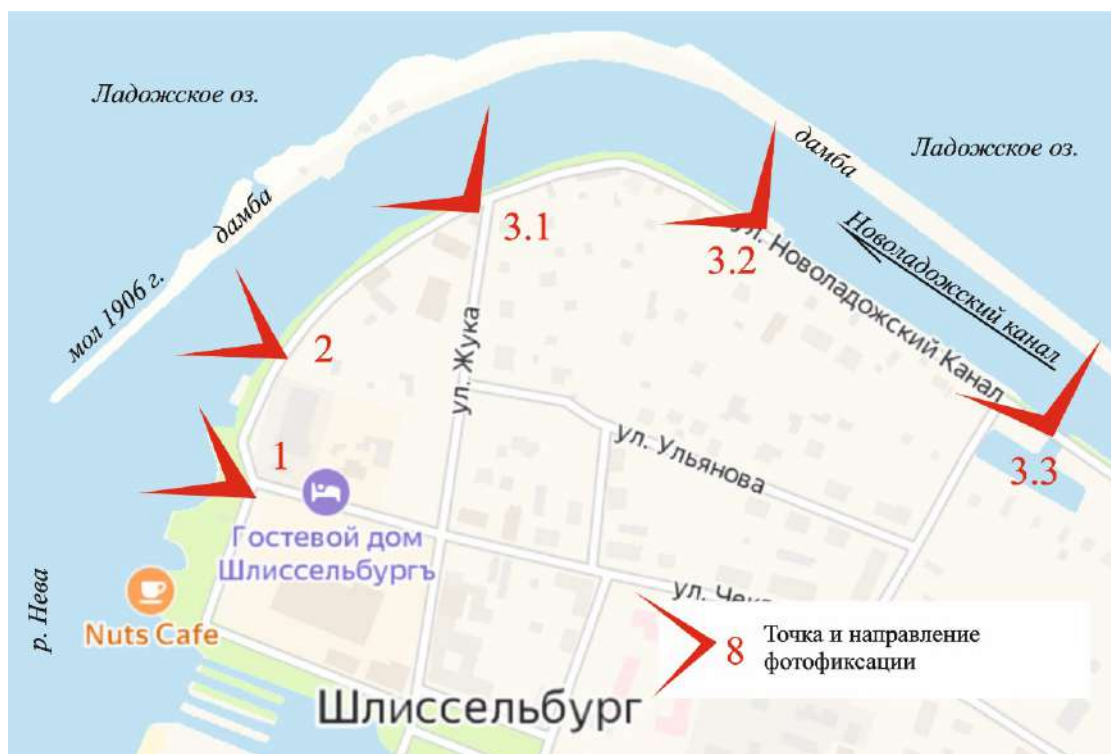 Ладожское оз.
дамба
Ладожское оз.
дамба
мол 1906 г.
3.1
3.2
ул. Новоладожский Канал
Новоладожский канал
2
ул. Жука
1
ул. Ульянова
3.3
Гостевой дом
Шлиссельбургъ
р. Нева
Nuts Cafe
ул.
8
Точка и направление
фотофиксации
Шлиссельбург